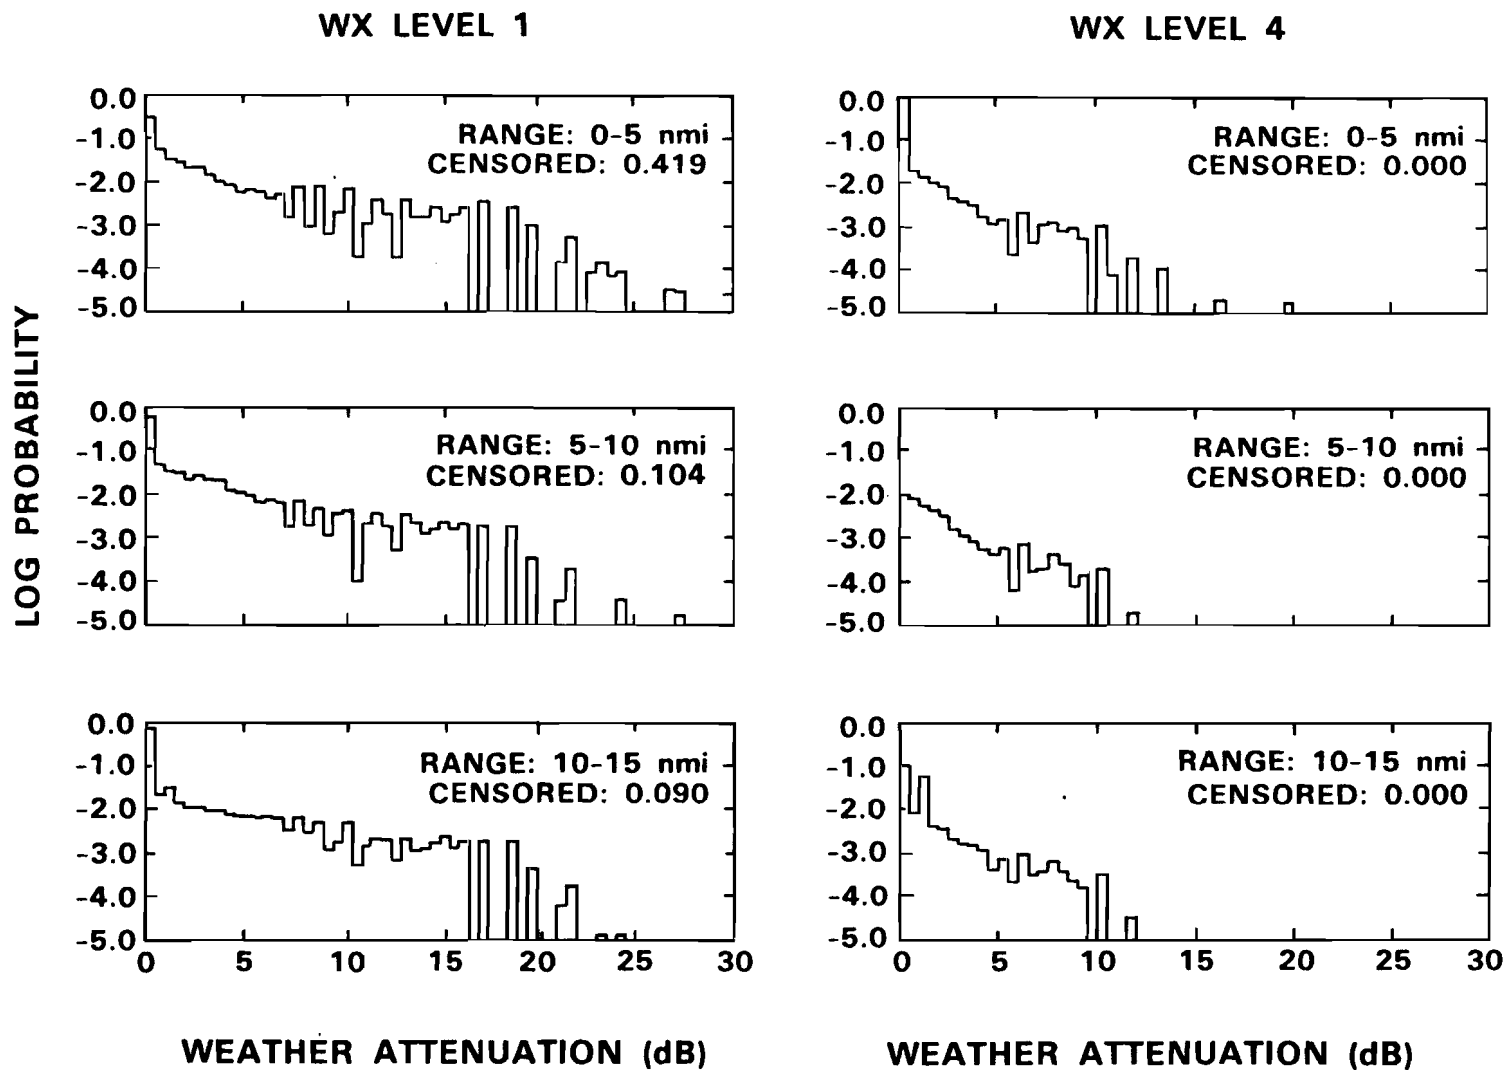 WX LEVEL 1
0.0
-1.0
-2.0
-3.0
-4.0
-5.0
RANGE: 0-5 nmi
CENSORED: 0.419
0.0
-1.0
-2.0
-3.0
-4.0
-5.0
RANGE: 5-10 nmi
CENSORED: 0.104
0.0
-1.0
-2.0
-3.0
-4.0
-5.0
RANGE: 10-15 nmi
CENSORED: 0.090
0 5 10 15 20 25 30
LOG PROBABILITY
WEATHER ATTENUATION (dB)
WX LEVEL 4
0.0
-1.0
-2.0
-3.0
-4.0
-5.0
RANGE: 0-5 nmi
CENSORED: 0.000
0.0
-1.0
-2.0
-3.0
-4.0
-5.0
RANGE: 5-10 nmi
CENSORED: 0.000
0.0
-1.0
-2.0
-3.0
-4.0
-5.0
RANGE: 10-15 nmi
CENSORED: 0.000
0 5 10 15 20 25 30
WEATHER ATTENUATION (dB)